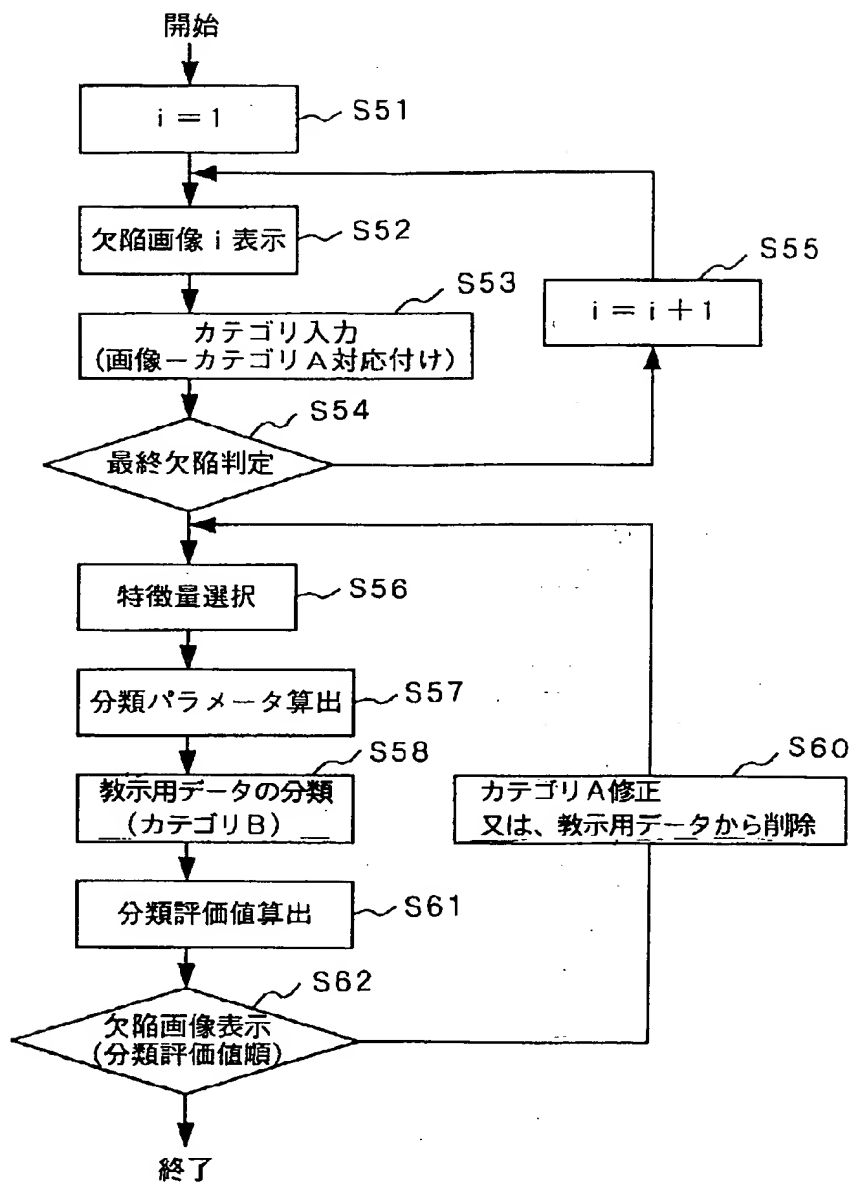 開始
i = 1
S51
欠陥画像 i 表示
S52
S55
i = i + 1
S53
カテゴリ入力
(画像－カテゴリA対応付け)
S54
最終欠陥判定
特徴量選択
S56
分類パラメータ算出
S57
S58
教示用データの分類
(カテゴリB)
S60
カテゴリA修正
又は、教示用データから削除
分類評価値算出
S61
S62
欠陥画像表示
(分類評価値順)
終了